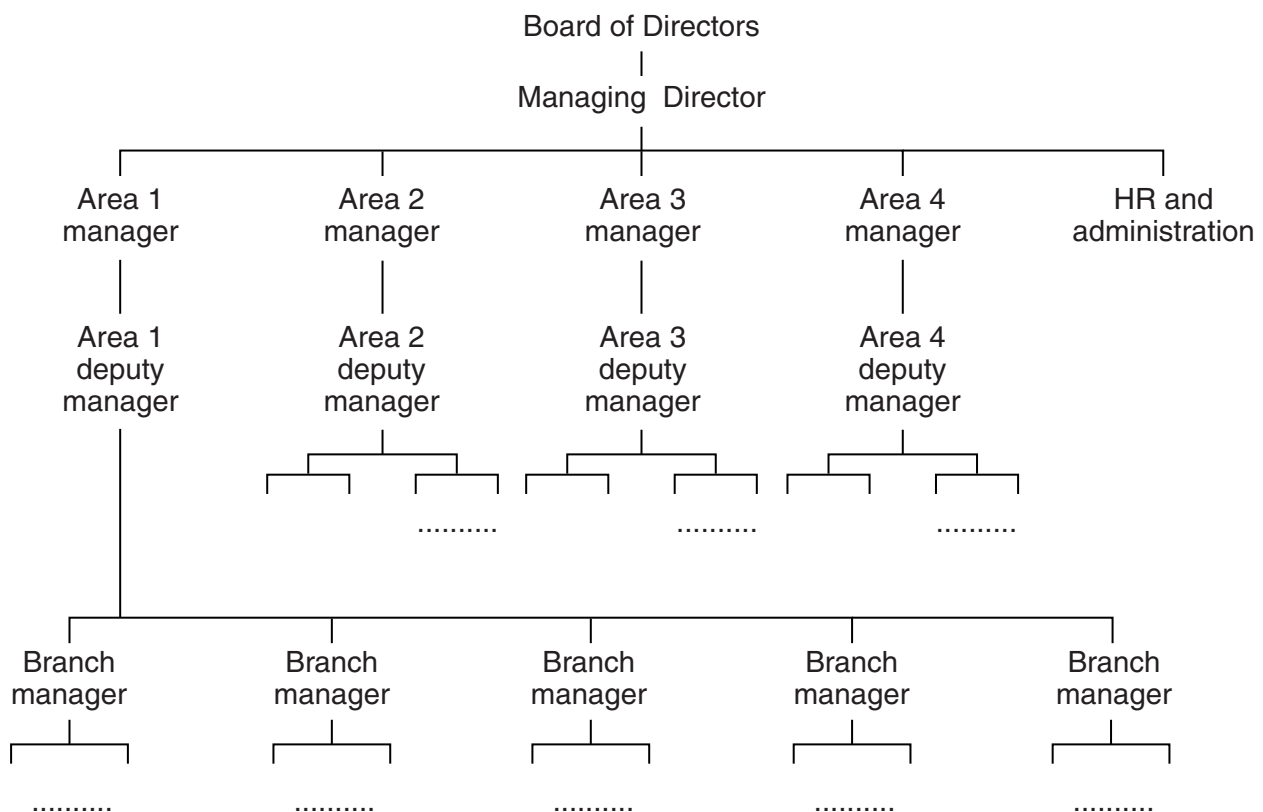 Board of Directors
Managing Director
Area 1
manager
Area 2
manager
Area 3
manager
Area 4
manager
HR and
administration
Area 1
deputy
manager
Area 2
deputy
manager
Area 3
deputy
manager
Area 4
deputy
manager
..........
..........
..........
Branch
manager
Branch
manager
Branch
manager
Branch
manager
Branch
manager
..........
..........
..........
..........
..........